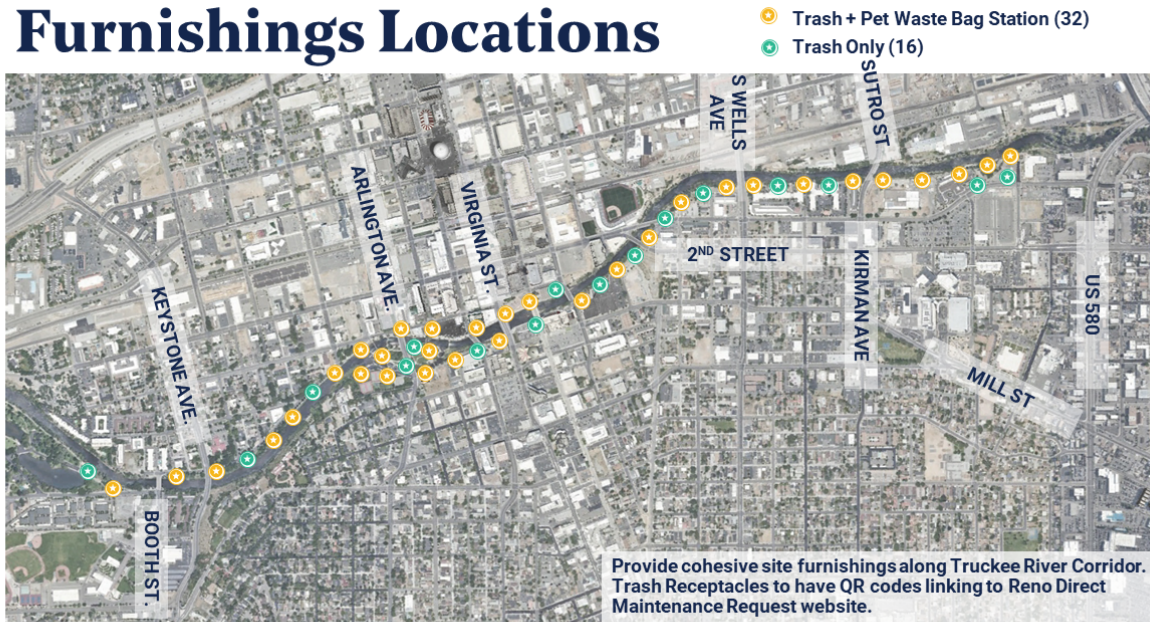 Furnishings Locations
Trash + Pet Waste Bag Station (32)
Trash Only (16)
S WELLS
AVE
SUTRO ST
ARLINGTON AVE.
VIRGINIA ST.
2ND STREET
KEYSTONE AVE.
KIRMAN AVE
US 580
MILL ST
BOOTH ST.
Provide cohesive site furnishings along Truckee River Corridor.
Trash Receptacles to have QR codes linking to Reno Direct
Maintenance Request website.